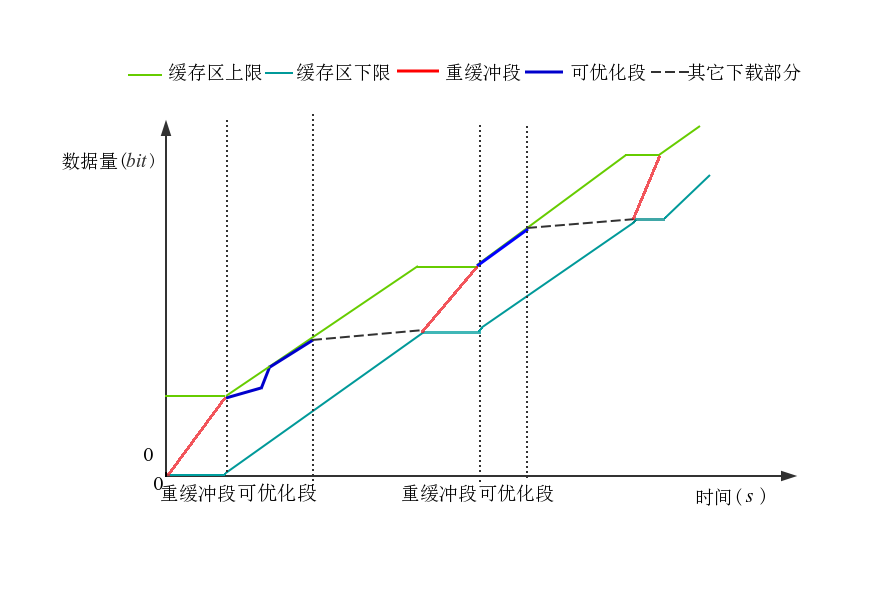 缓存区上限 缓存区下限 重缓冲段 可优化段 其它下载部分
数据量(bit)
0
0
重缓冲段可优化段 重缓冲段可优化段
时间(s)